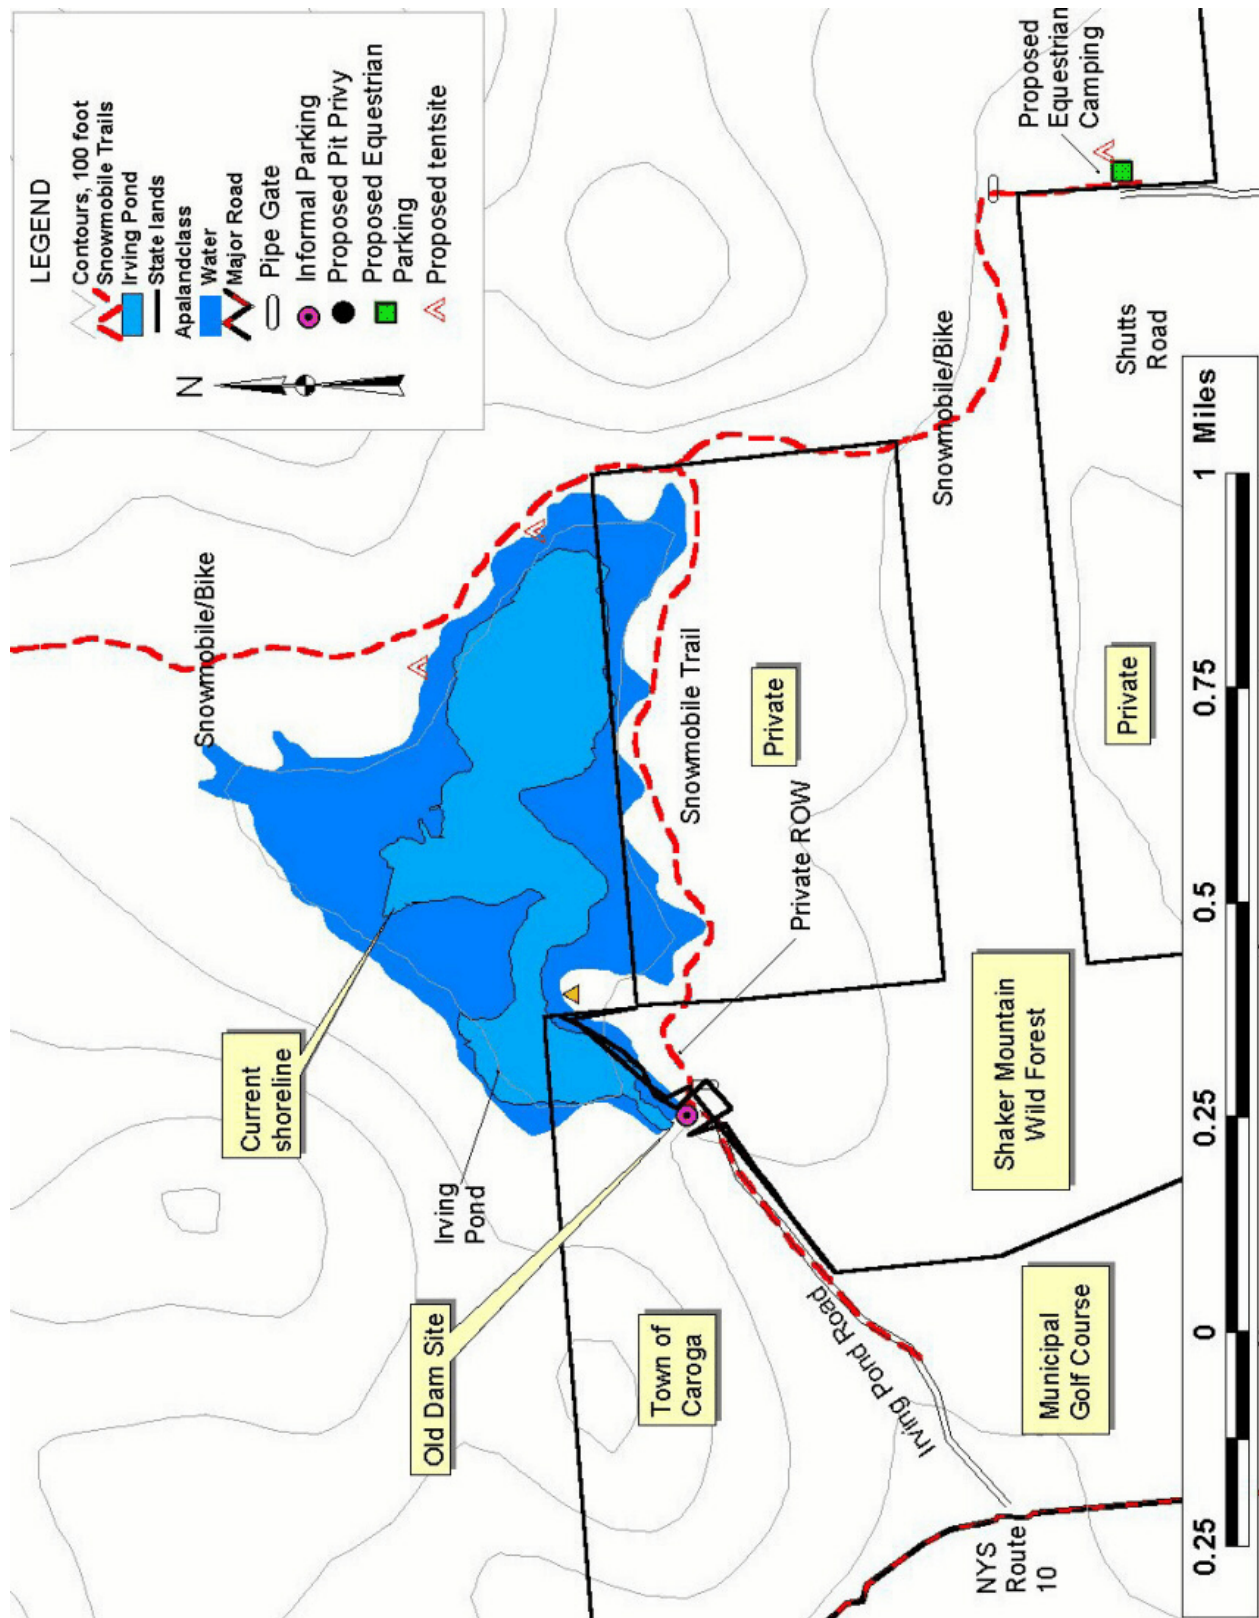 LEGEND
Contours, 100 foot
Snowmobile Trails
Irving Pond
State lands
Apalandclass
Water
Major Road
Pipe Gate
Informal Parking
Proposed Pit Privy
Proposed Equestrian
Parking
Proposed tentsite
N
Snowmobile/Bike
Current
shoreline
Irving
Pond
Old Dam Site
Town of
Caroga
Snowmobile Trail
Private
Private ROW
Irving Pond Road
NYS
Route
10
Municipal
Golf Course
Shaker Mountain
Wild Forest
Snowmobile/Bike
Proposed
Equestrian
Camping
Shutts
Road
Private
0.25
0
0.25
0.5
0.75
1
Miles